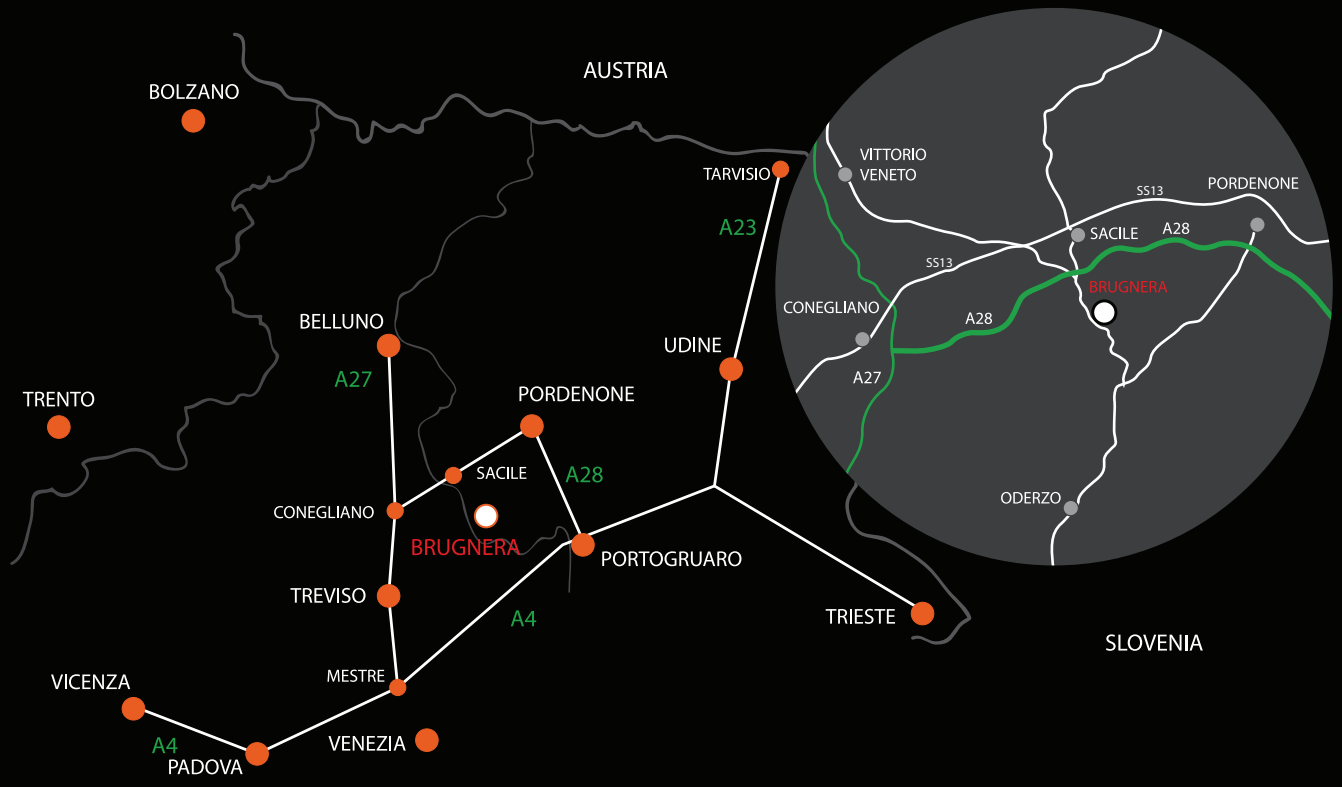 AUSTRIA
BOLZANO
TARVISIO
A23
BELLUNO
A27
UDINE
TRENTO
PORDENONE
SACILE
A28
CONEGLIANO
BRUGNERA
PORTOGRUARO
TREVISO
A4
TRIESTE
SLOVENIA
MESTRE
VICENZA
A4
PADOVA
VENEZIA
VITTORIO
VENETO
SS13
PORDENONE
SACILE
A28
SS13
BRUGNERA
CONEGLIANO
A28
A27
ODERZO